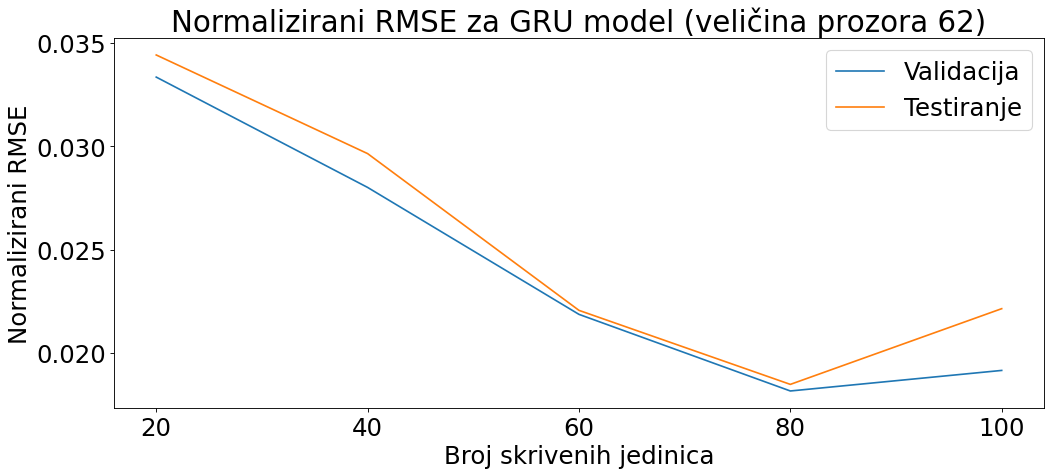 Normalizirani RMSE za GRU model (veličina prozora 62)
0.035
0.030
0.025
0.020
Normalizirani RMSE
Validacija
Testiranje
20 40 60 80 100
Broj skrivenih jedinica